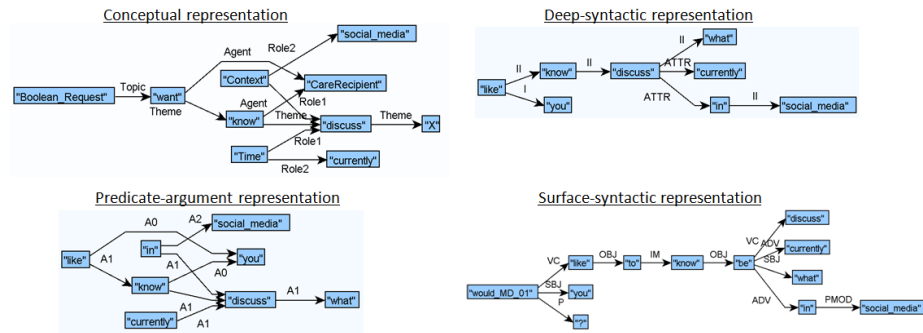 Conceptual representation
"social_media"
Role2
Agent
"Context"
"CareRecipient"
Topic
"Boolean_Request"
"want"
Agent
Role1
Theme
"know"
Theme
"discuss"
Theme
"X"
Role1
"Time"
"currently"
Role2
Deep-syntactic representation
II
"what"
II
"know"
II
"discuss"
ATTR
"currently"
"like"
I
"you"
ATTR
"in"
II
"social_media"
Predicate-argument representation
A0
A2
"social_media"
"in"
"like"
"you"
A1
A1
A0
"know"
"discuss"
A1
"what"
A1
"currently"
A1
Surface-syntactic representation
"discuss"
VC
ADV
"currently"
VC
"like"
OBJ
"to"
IM
"know"
OBJ
"be"
SBJ
"what"
"would_MD_01"
SBJ
"you"
P
"?"
ADV
"in"
PMOD
"social_media"